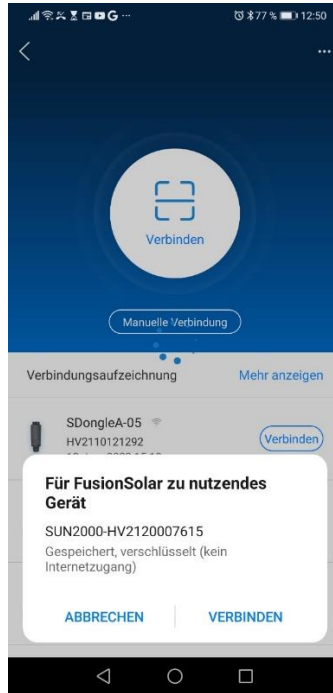 77 % 12:50
Verbinden
Manuelle Verbindung
Verbindungsaufzeichnung Mehr anzeigen
SDongleA-05
HV2110121292
Verbinden
Für FusionSolar zu nutzendes
Gerät
SUN2000-HV2120007615
Gespeichert, verschlüsselt (kein
Internetzugang)
ABBRECHEN VERBINDEN